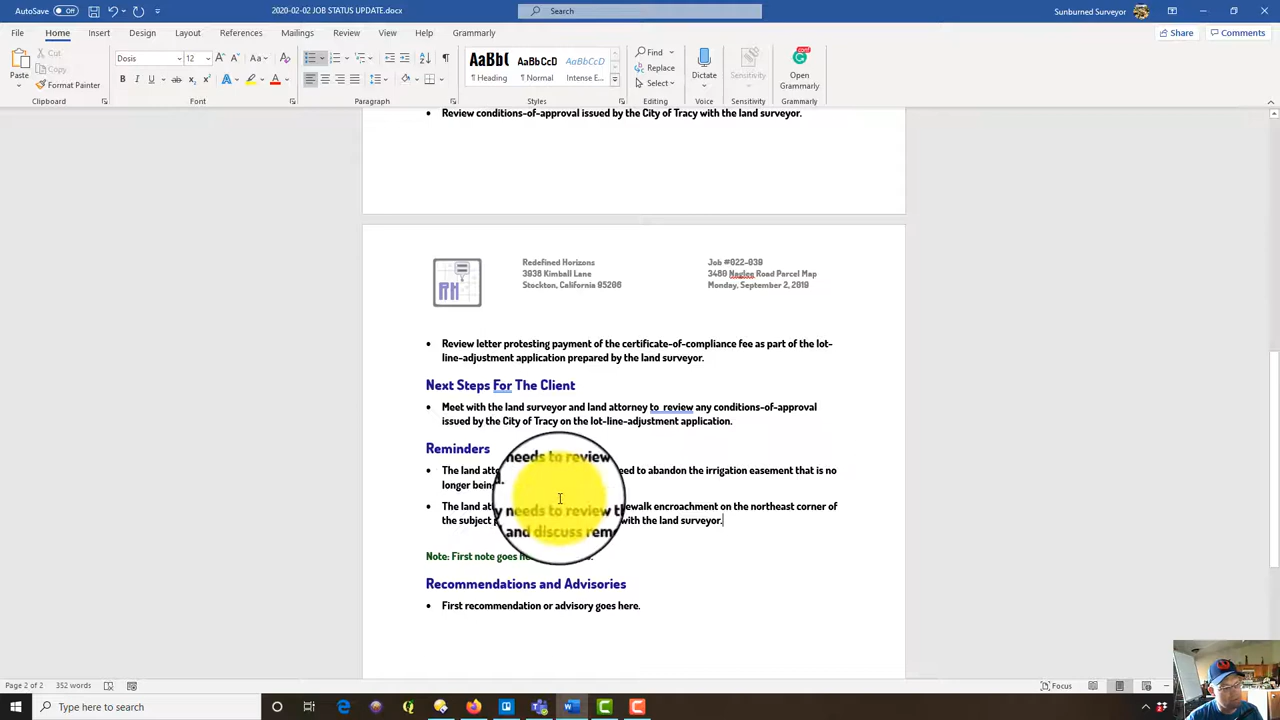 AutoSave Off
2020-02-02 JOB STATUS UPDATE.docx
Search
Sunburned Surveyor
File Home Insert Design Layout References Mailings Review View Help Grammarly
Share Comments
Paste
Cut
Copy
Format Painter
Clipboard
Dosis 12
Font
Paragraph
AaBb( AaBbCcD AaBbCcD
¶ Heading ¶ Normal Intense E...
Styles
Find
Replace
Select
Editing
Dictate
Voice
Sensitivity
Sensitivity
Open Grammarly
Grammarly
• Review conditions-of-approval issued by the City of Tracy with the land surveyor.
RH
Redefined Horizons
3938 Kimball Lane
Stockton, California 95206
Job #022-039
3480 Naglee Road Parcel Map
Monday, September 2, 2019
• Review letter protesting payment of the certificate-of-compliance fee as part of the lot-
line-adjustment application prepared by the land surveyor.
Next Steps For The Client
• Meet with the land surveyor and land attorney to review any conditions-of-approval
issued by the City of Tracy on the lot-line-adjustment application.
Reminders
needs to review
• The land to abandon the irrigation easement that is no
longer
• The land encroachment on the northeast corner of
needs to review
the subject with the land surveyor.
and discuss
Note: First note goes
Recommendations and Advisories
• First recommendation or advisory goes here.
Page 2 of 2 352 words
Focus
Type here to search